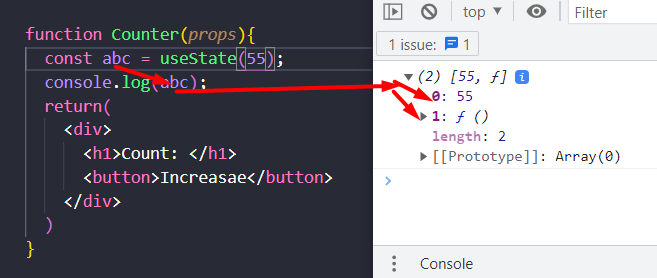 function Counter(props){
const abc = useState(55);
console.log(abc);
return(
<div>
<h1>Count: </h1>
<button>Increasae</button>
</div>
)
}
top
Filter
1 issue: 1
(2) [55, ƒ] i
0: 55
1: ƒ ()
length: 2
[[Prototype]]: Array(0)
Console